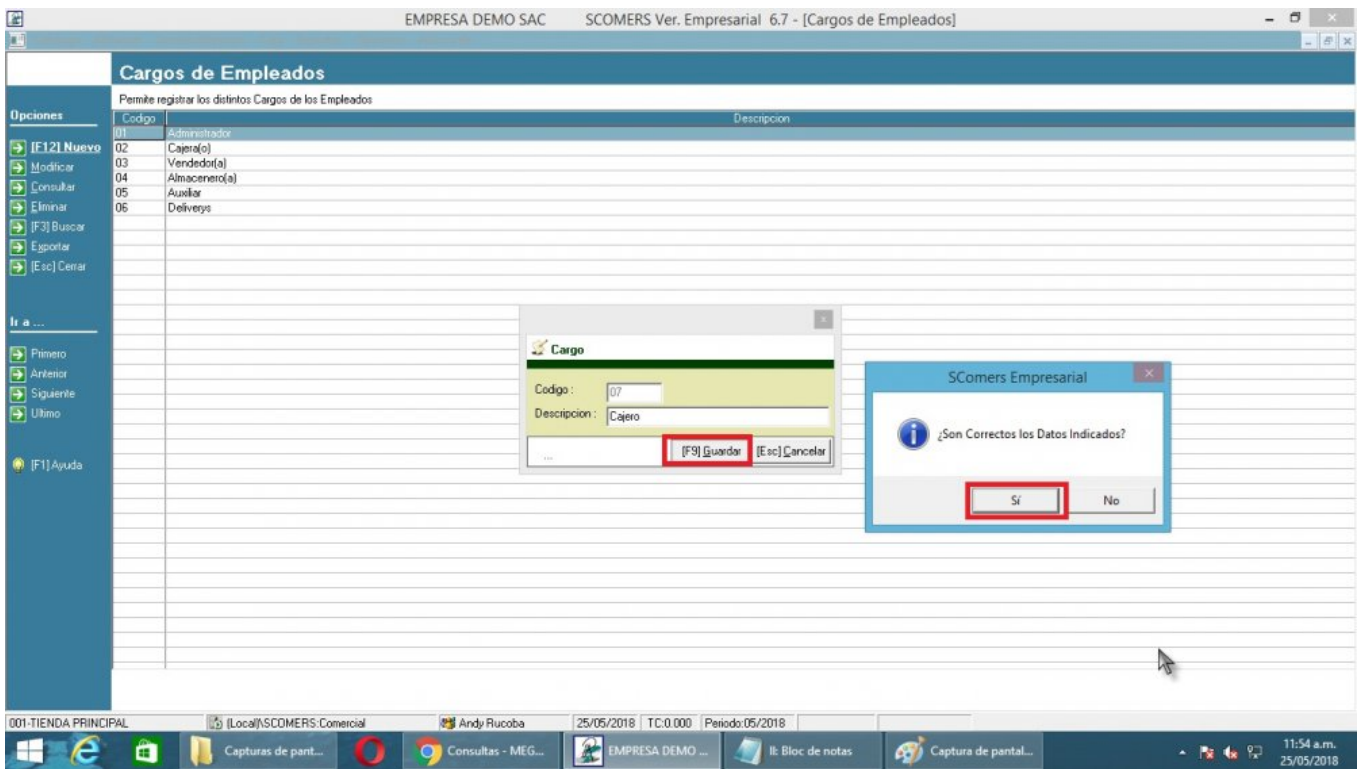 EMPRESA DEMO SAC SCOMERS Ver. Empresarial 6.7 - [Cargos de Empleados]
Cargos de Empleados
Permite registrar los distintos Cargos de los Empleados
Opciones
[F12] Nuevo
Modificar
Consultar
Eliminar
[F3] Buscar
Exportar
[Esc] Cerrar
Ir a ...
Primero
Anterior
Siguiente
Ultimo
[F1] Ayuda
Codigo Descripcion
01 Administrador
02 Cajera(o)
03 Vendedor(a)
04 Almacenero(a)
05 Auxiliar
06 Deliverys
Cargo
Codigo : 07
Descripcion : Cajero
... [F9] Guardar [Esc] Cancelar
SComers Empresarial
¿Son Correctos los Datos Indicados?
Sí No
001-TIENDA PRINCIPAL (Local)\SCOMERS:Comercial Andy Rucoba 25/05/2018 TC:0.000 Periodo:05/2018
Capturas de pant... Consultas - MEG... EMPRESA DEMO ... II: Bloc de notas Captura de pantal... 11:54 a.m.
25/05/2018